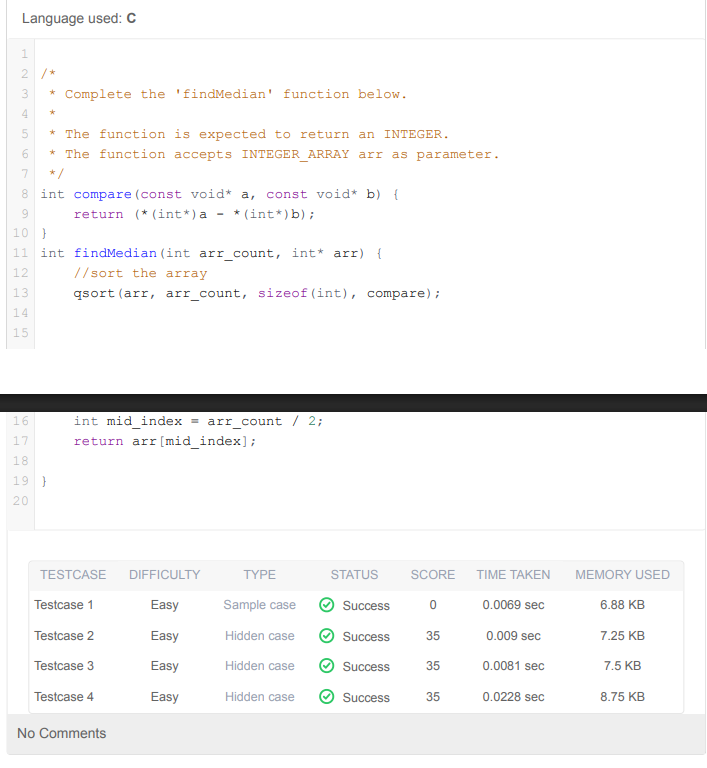 Language used: C
1
2 /*
3  * Complete the 'findMedian' function below.
4  *
5  * The function is expected to return an INTEGER.
6  * The function accepts INTEGER_ARRAY arr as parameter.
7  */
8 int compare(const void* a, const void* b) {
9     return (*(int*)a - *(int*)b);
10 }
11 int findMedian(int arr_count, int* arr) {
12     //sort the array
13     qsort(arr, arr_count, sizeof(int), compare);
14
15
16     int mid_index = arr_count / 2;
17     return arr[mid_index];
18
19 }
20
TESTCASE DIFFICULTY TYPE STATUS SCORE TIME TAKEN MEMORY USED
Testcase 1 Easy Sample case Success 0 0.0069 sec 6.88 KB
Testcase 2 Easy Hidden case Success 35 0.009 sec 7.25 KB
Testcase 3 Easy Hidden case Success 35 0.0081 sec 7.5 KB
Testcase 4 Easy Hidden case Success 35 0.0228 sec 8.75 KB
No Comments